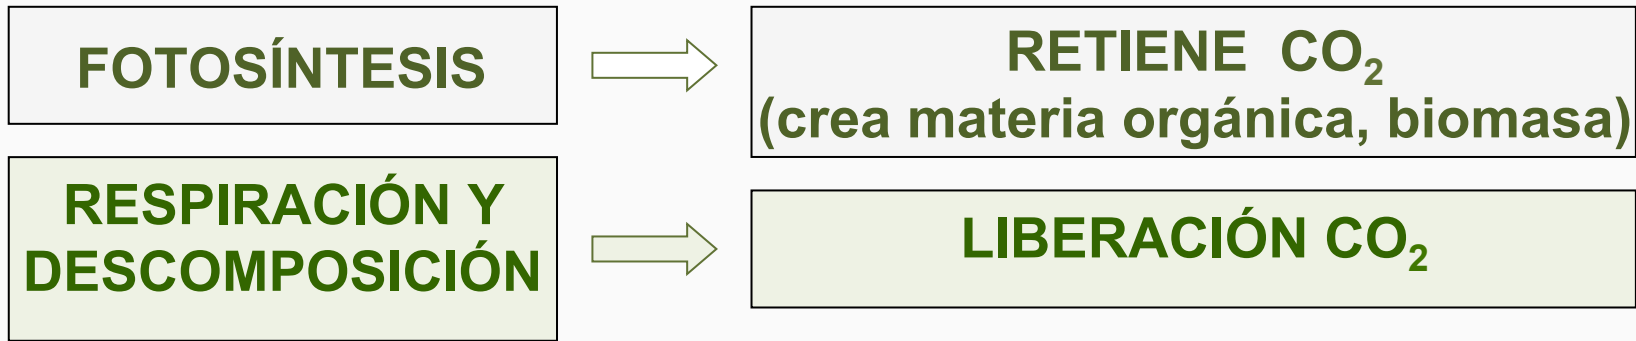 FOTOSÍNTESIS
RETIENE CO₂
(crea materia orgánica, biomasa)
RESPIRACIÓN Y
DESCOMPOSICIÓN
LIBERACIÓN CO₂